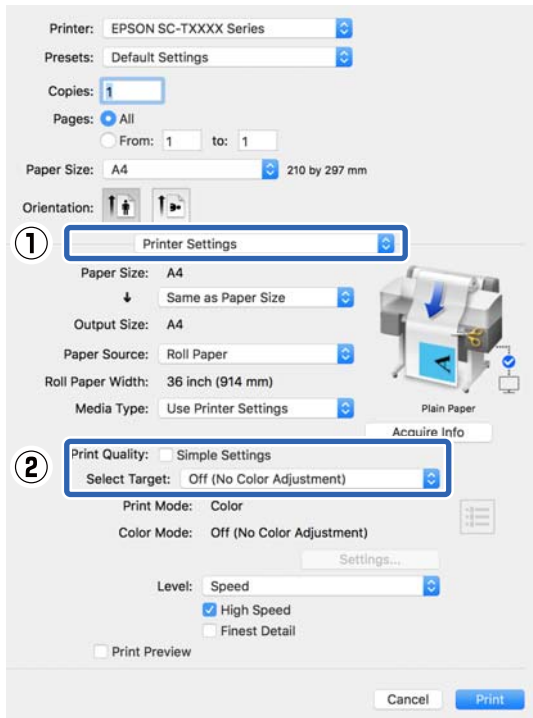 Printer: EPSON SC-TXXXX Series
Presets: Default Settings
Copies: 1
Pages: All
From: 1 to: 1
Paper Size: A4 210 by 297 mm
Orientation:
① Printer Settings
Paper Size: A4
Same as Paper Size
Output Size: A4
Paper Source: Roll Paper
Roll Paper Width: 36 inch (914 mm)
Media Type: Use Printer Settings
Plain Paper
Acquire Info
② Print Quality: Simple Settings
Select Target: Off (No Color Adjustment)
Print Mode: Color
Color Mode: Off (No Color Adjustment)
Settings...
Level: Speed
High Speed
Finest Detail
Print Preview
Cancel Print